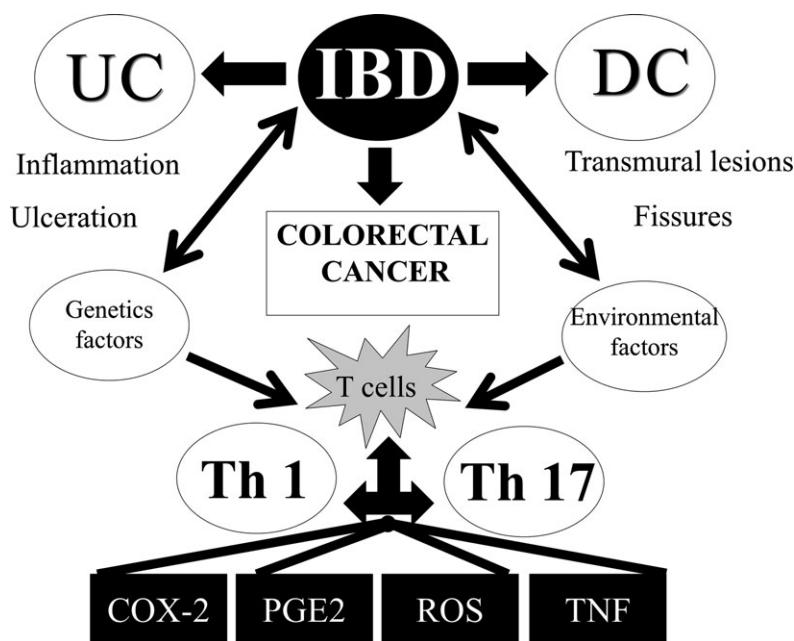 UC
IBD
DC
Inflammation
Ulceration
Transmural lesions
Fissures
COLORECTAL
CANCER
Genetics
factors
Environmental
factors
T cells
Th 1
Th 17
COX-2
PGE2
ROS
TNF